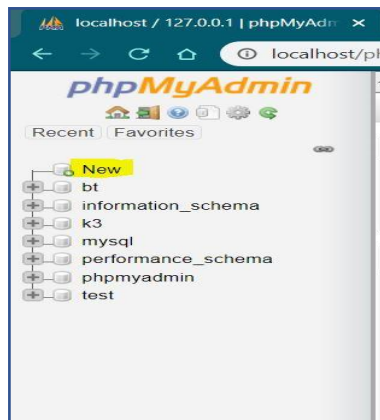 localhost / 127.0.0.1 | phpMyAdm
localhost/ph
phpMyAdmin
Recent Favorites
New
bt
information_schema
k3
mysql
performance_schema
phpmyadmin
test